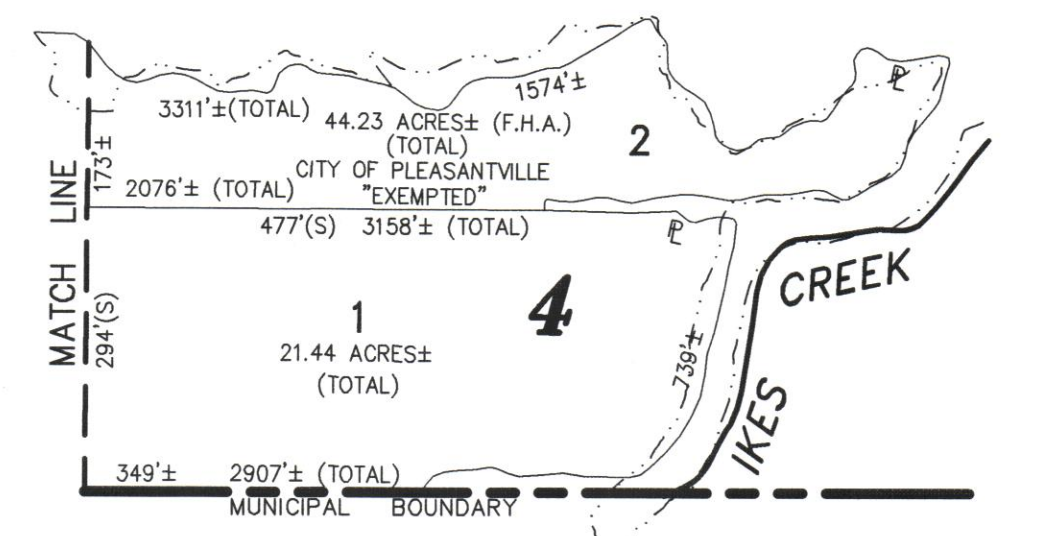 3311'±(TOTAL)
1574'±
44.23 ACRES± (F.H.A.)
(TOTAL)
2
CITY OF PLEASANTVILLE
"EXEMPTED"
173'±
2076'± (TOTAL)
477'(S) 3158'± (TOTAL)
PL
PL
MATCH LINE
294'(S)
1
21.44 ACRES±
(TOTAL)
4
739'±
IKES CREEK
349'± 2907'± (TOTAL)
MUNICIPAL BOUNDARY